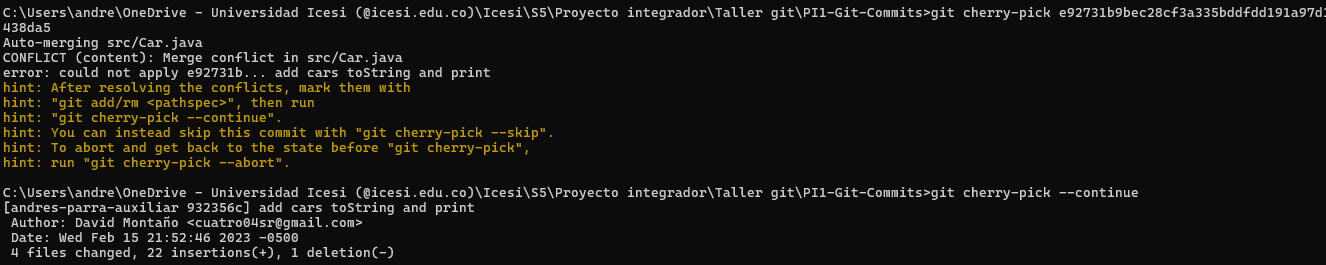 C:\Users\andre\OneDrive - Universidad Icesi (@icesi.edu.co)\Icesi\S5\Proyecto integrador\Taller git\PI1-Git-Commits>git cherry-pick e92731b9bec28cf3a335bddfdd191a97d1
438da5
Auto-merging src/Car.java
CONFLICT (content): Merge conflict in src/Car.java
error: could not apply e92731b... add cars toString and print
hint: After resolving the conflicts, mark them with
hint: "git add/rm <pathspec>", then run
hint: "git cherry-pick --continue".
hint: You can instead skip this commit with "git cherry-pick --skip".
hint: To abort and get back to the state before "git cherry-pick",
hint: run "git cherry-pick --abort".
C:\Users\andre\OneDrive - Universidad Icesi (@icesi.edu.co)\Icesi\S5\Proyecto integrador\Taller git\PI1-Git-Commits>git cherry-pick --continue
[andres-parra-auxiliar 932356c] add cars toString and print
Author: David Montaño <cuatro04sr@gmail.com>
Date: Wed Feb 15 21:52:46 2023 -0500
4 files changed, 22 insertions(+), 1 deletion(-)